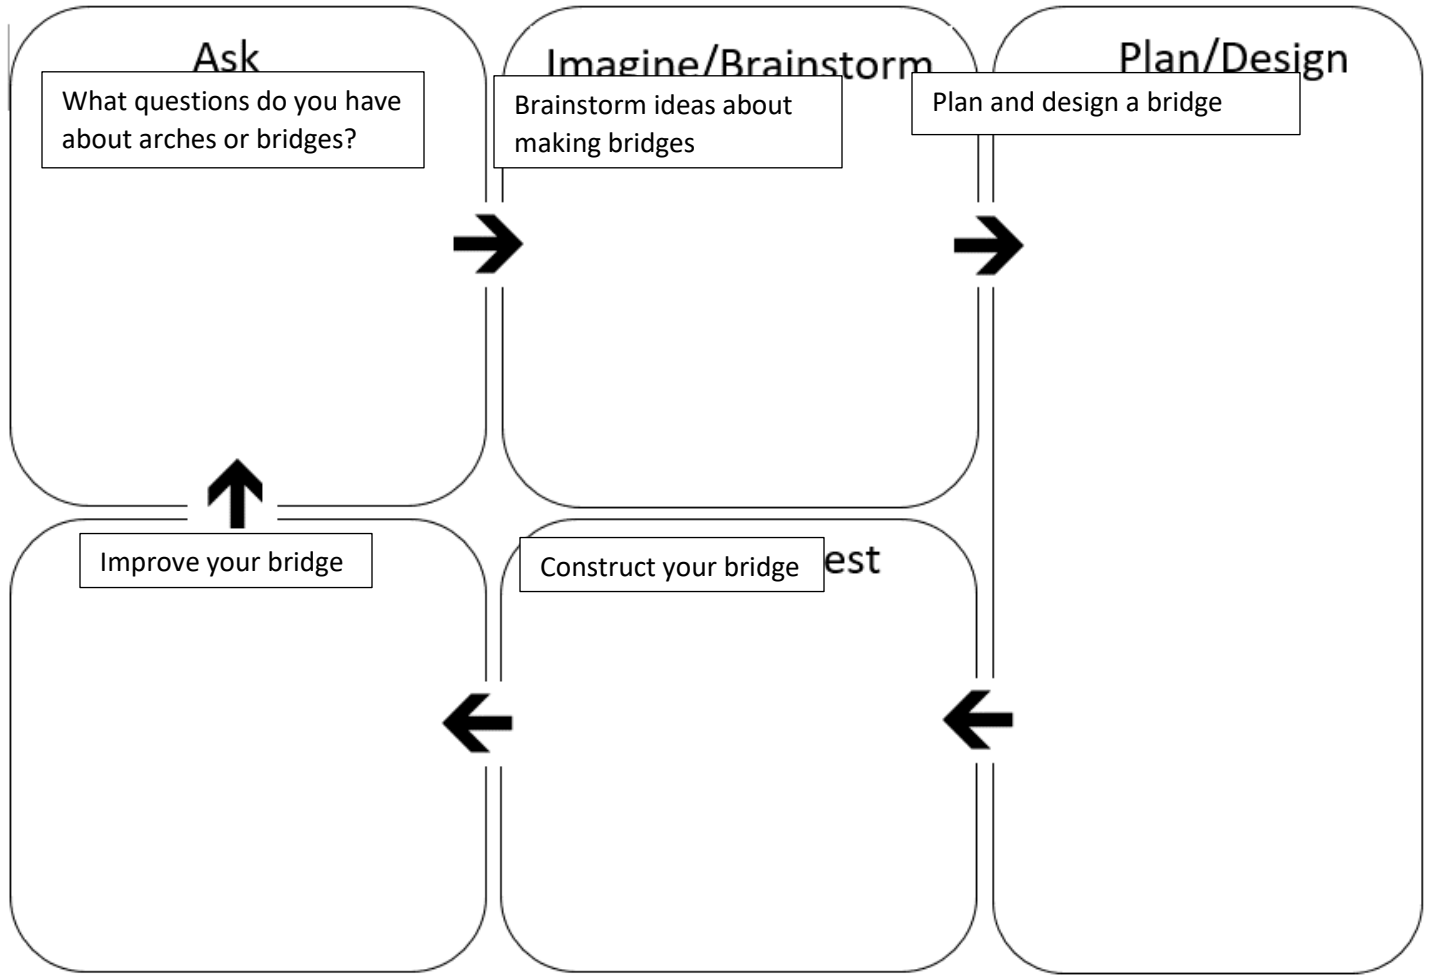 Ask
What questions do you have
about arches or bridges?
Imagine/Brainstorm
Brainstorm ideas about
making bridges
Plan/Design
Plan and design a bridge
Improve your bridge
Construct your bridge
est